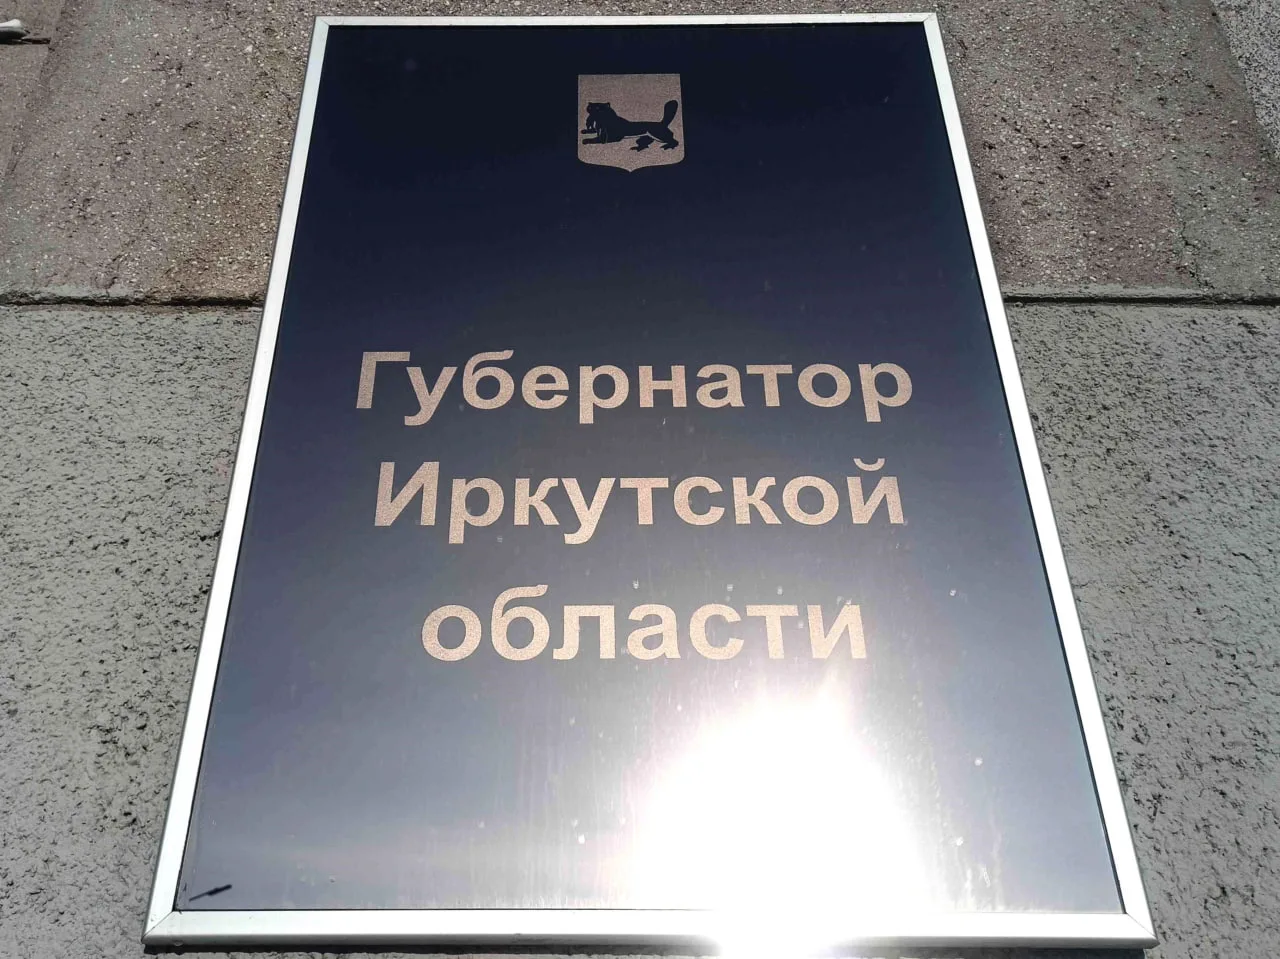 Губернатор
Иркутской
области